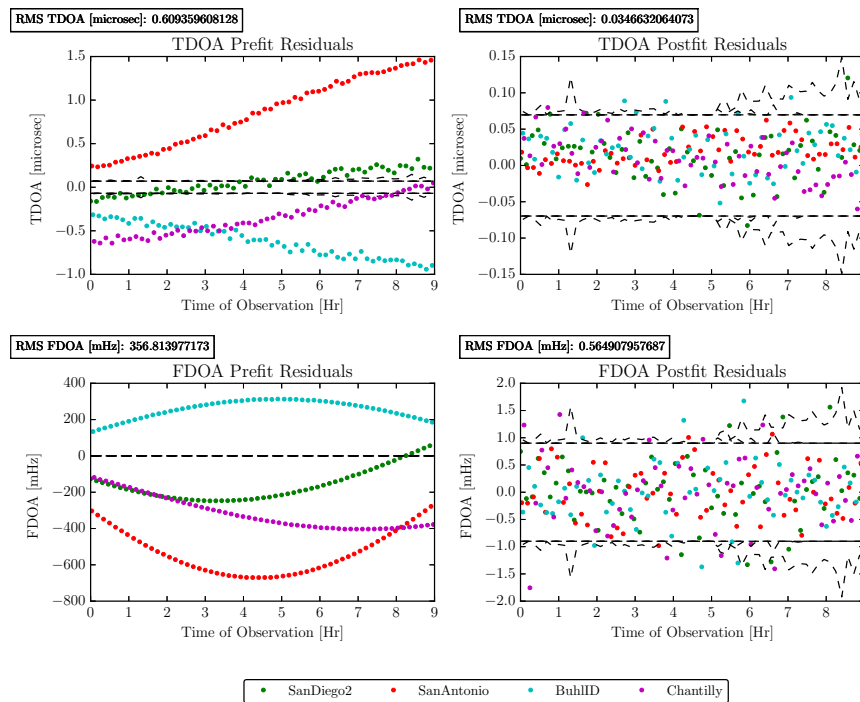 RMS TDOA [microsec]: 0.609359608128
RMS TDOA [microsec]: 0.0346632064073
TDOA Prefit Residuals
TDOA [microsec]
1.5
1.0
0.5
0.0
−0.5
−1.0
0 1 2 3 4 5 6 7 8 9
Time of Observation [Hr]
TDOA Postfit Residuals
TDOA [microsec]
0.15
0.10
0.05
0.00
−0.05
−0.10
−0.15
0 1 2 3 4 5 6 7 8
Time of Observation [Hr]
RMS FDOA [mHz]: 356.813977173
RMS FDOA [mHz]: 0.564907957687
FDOA Prefit Residuals
FDOA [mHz]
400
200
0
−200
−400
−600
−800
0 1 2 3 4 5 6 7 8 9
Time of Observation [Hr]
FDOA Postfit Residuals
FDOA [mHz]
2.0
1.5
1.0
0.5
0.0
−0.5
−1.0
−1.5
−2.0
0 1 2 3 4 5 6 7 8
Time of Observation [Hr]
SanDiego2 SanAntonio BuhlID Chantilly